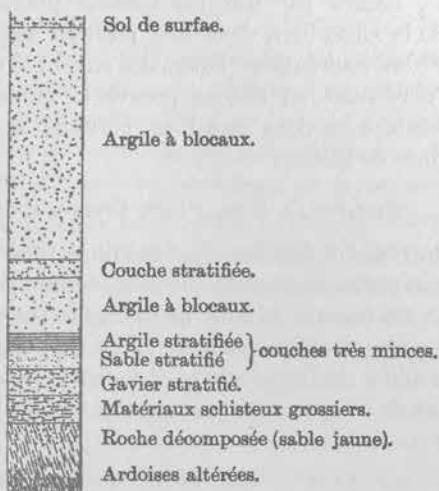 Sol de surfae.
Argile à blocaux.
Couche stratifiée.
Argile à blocaux.
Argile stratifiée
Sable stratifié } couches très minces.
Gavier stratifié.
Matériaux schisteux grossiers.
Roche décomposée (sable jaune).
Ardoises altérées.